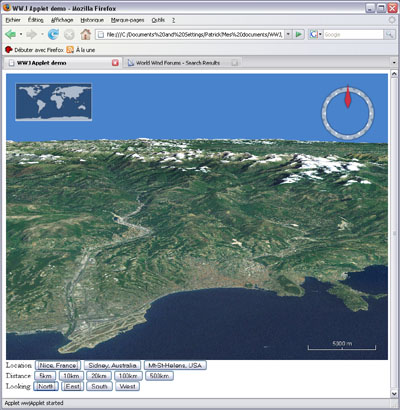 WWJ Applet demo - Mozilla Firefox
Fichier Édition Affichage Historique Marque-pages Outils ?
file:///C:/Documents%20and%20Settings/Patrick/Mes%20documents/WWJ, Google
Débuter avec Firefox À la une
WWJ Applet demo World Wind Forums - Search Results
5000 m
Location: Nice, France Sidney, Australia Mt-St-Helens, USA
Distance: 5km 10km 20km 100km 500km
Looking: North East South West
Applet wwjApplet started